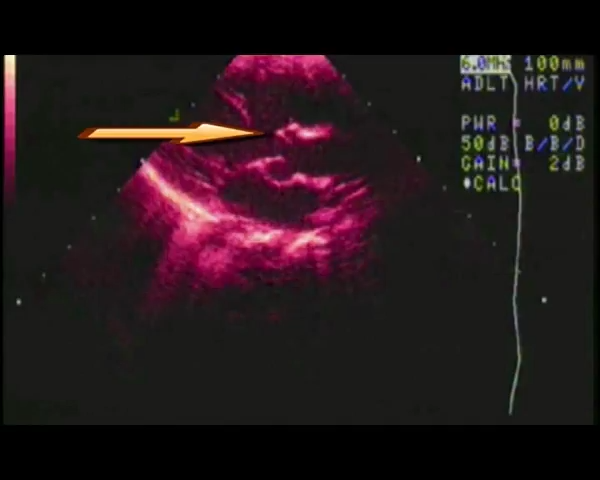 6.0MHz 100mm
ADLT HRT/V
PWR = 0dB
50dB B/B/D
GAIN= 2dB
♦CALC